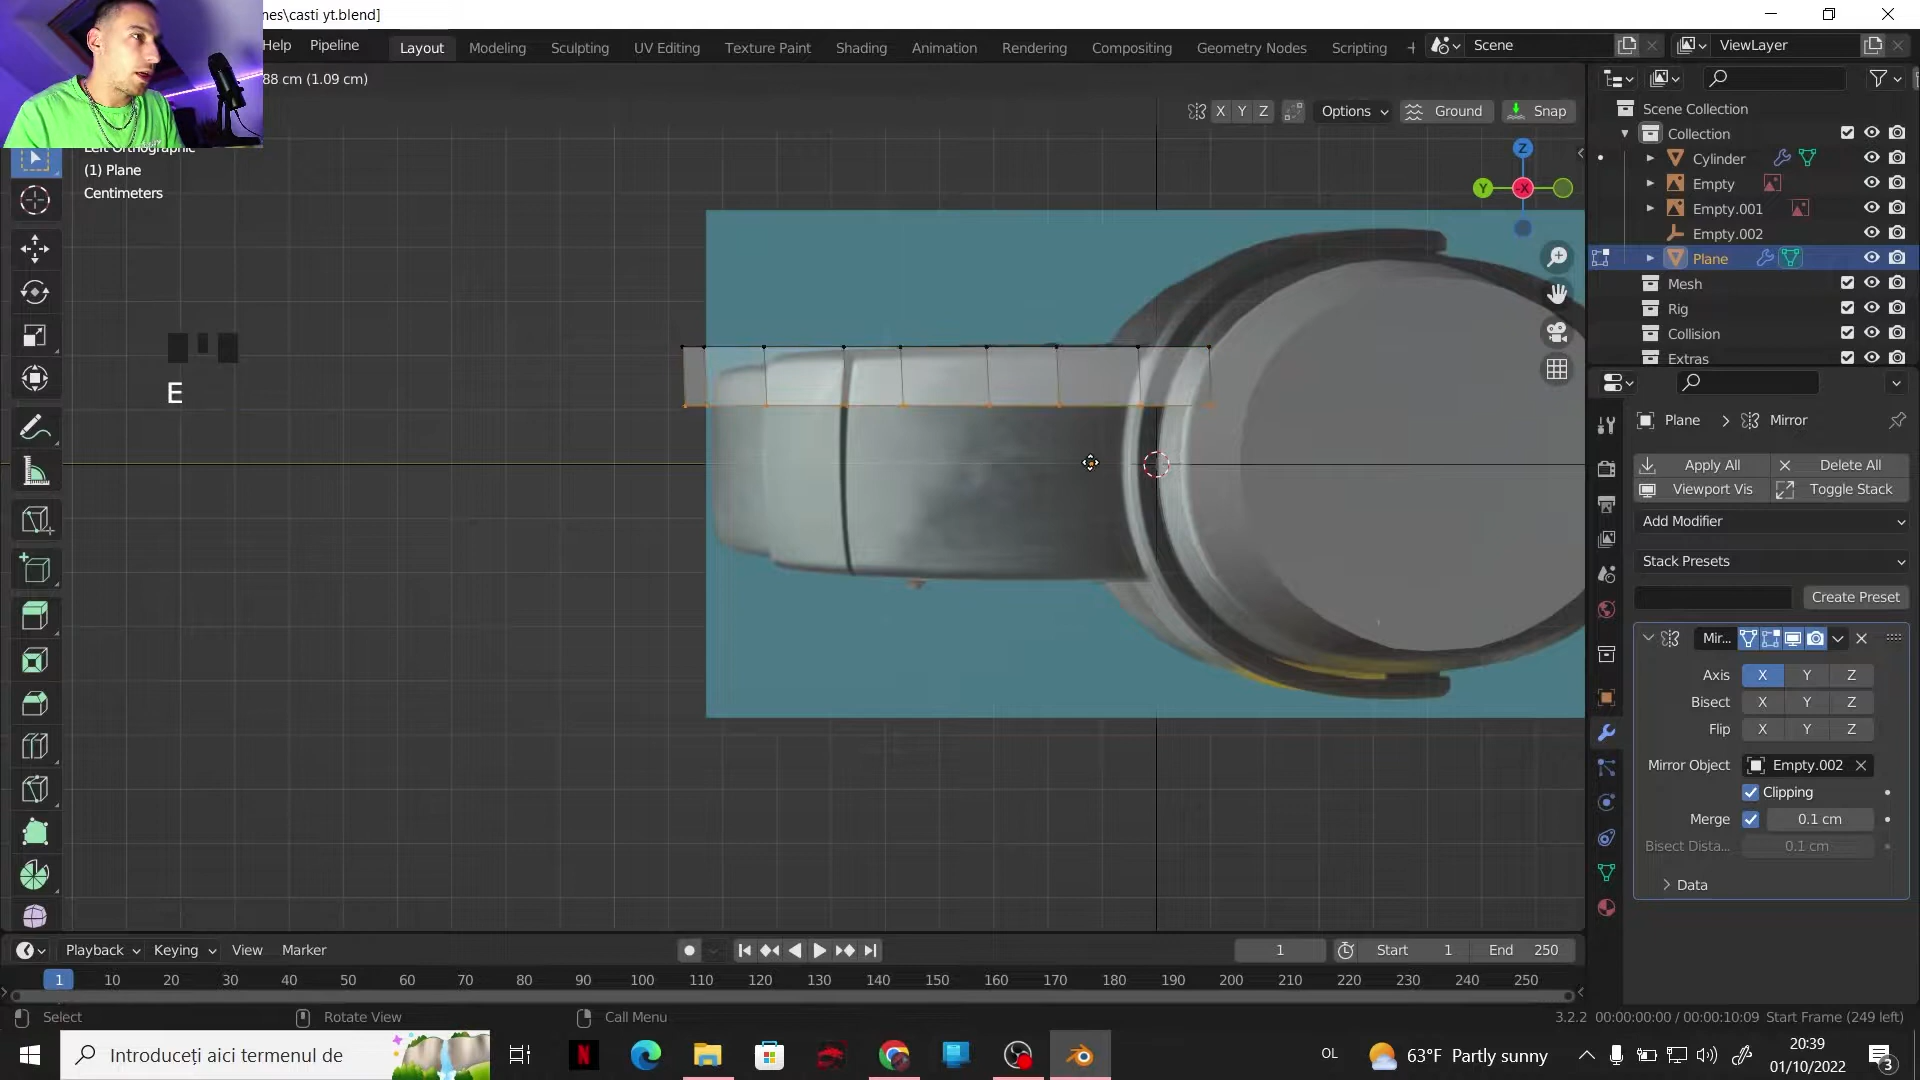 nes\casti yt.blend]
Help Pipeline Layout Modeling Sculpting UV Editing Texture Paint Shading Animation Rendering Compositing Geometry Nodes Scripting + Scene ViewLayer
88 cm (1.09 cm)
X Y Z Options Ground Snap
Scene Collection
Collection
(1) Plane
Centimeters
Z
Y -X
Cylinder
Empty
Empty.001
Empty.002
Plane
Mesh
Rig
Collision
Extras
E
Plane > Mirror
Apply All Delete All
Viewport Vis Toggle Stack
Add Modifier
Stack Presets
Create Preset
Mir...
Axis X Y Z
Bisect X Y Z
Flip X Y Z
Mirror Object Empty.002
Clipping
Merge 0.1 cm
Bisect Dista... 0.1 cm
Data
Playback Keying View Marker 1 Start 1 End 250
1 10 20 30 40 50 60 70 80 90 100 110 120 130 140 150 160 170 180 190 200 210 220 230 240 250
Select Rotate View Call Menu 3.2.2 00:00:00:00 / 00:00:10:09 Start Frame (249 left)
Introduceți aici termenul de OL 63°F Partly sunny 20:39
01/10/2022 3